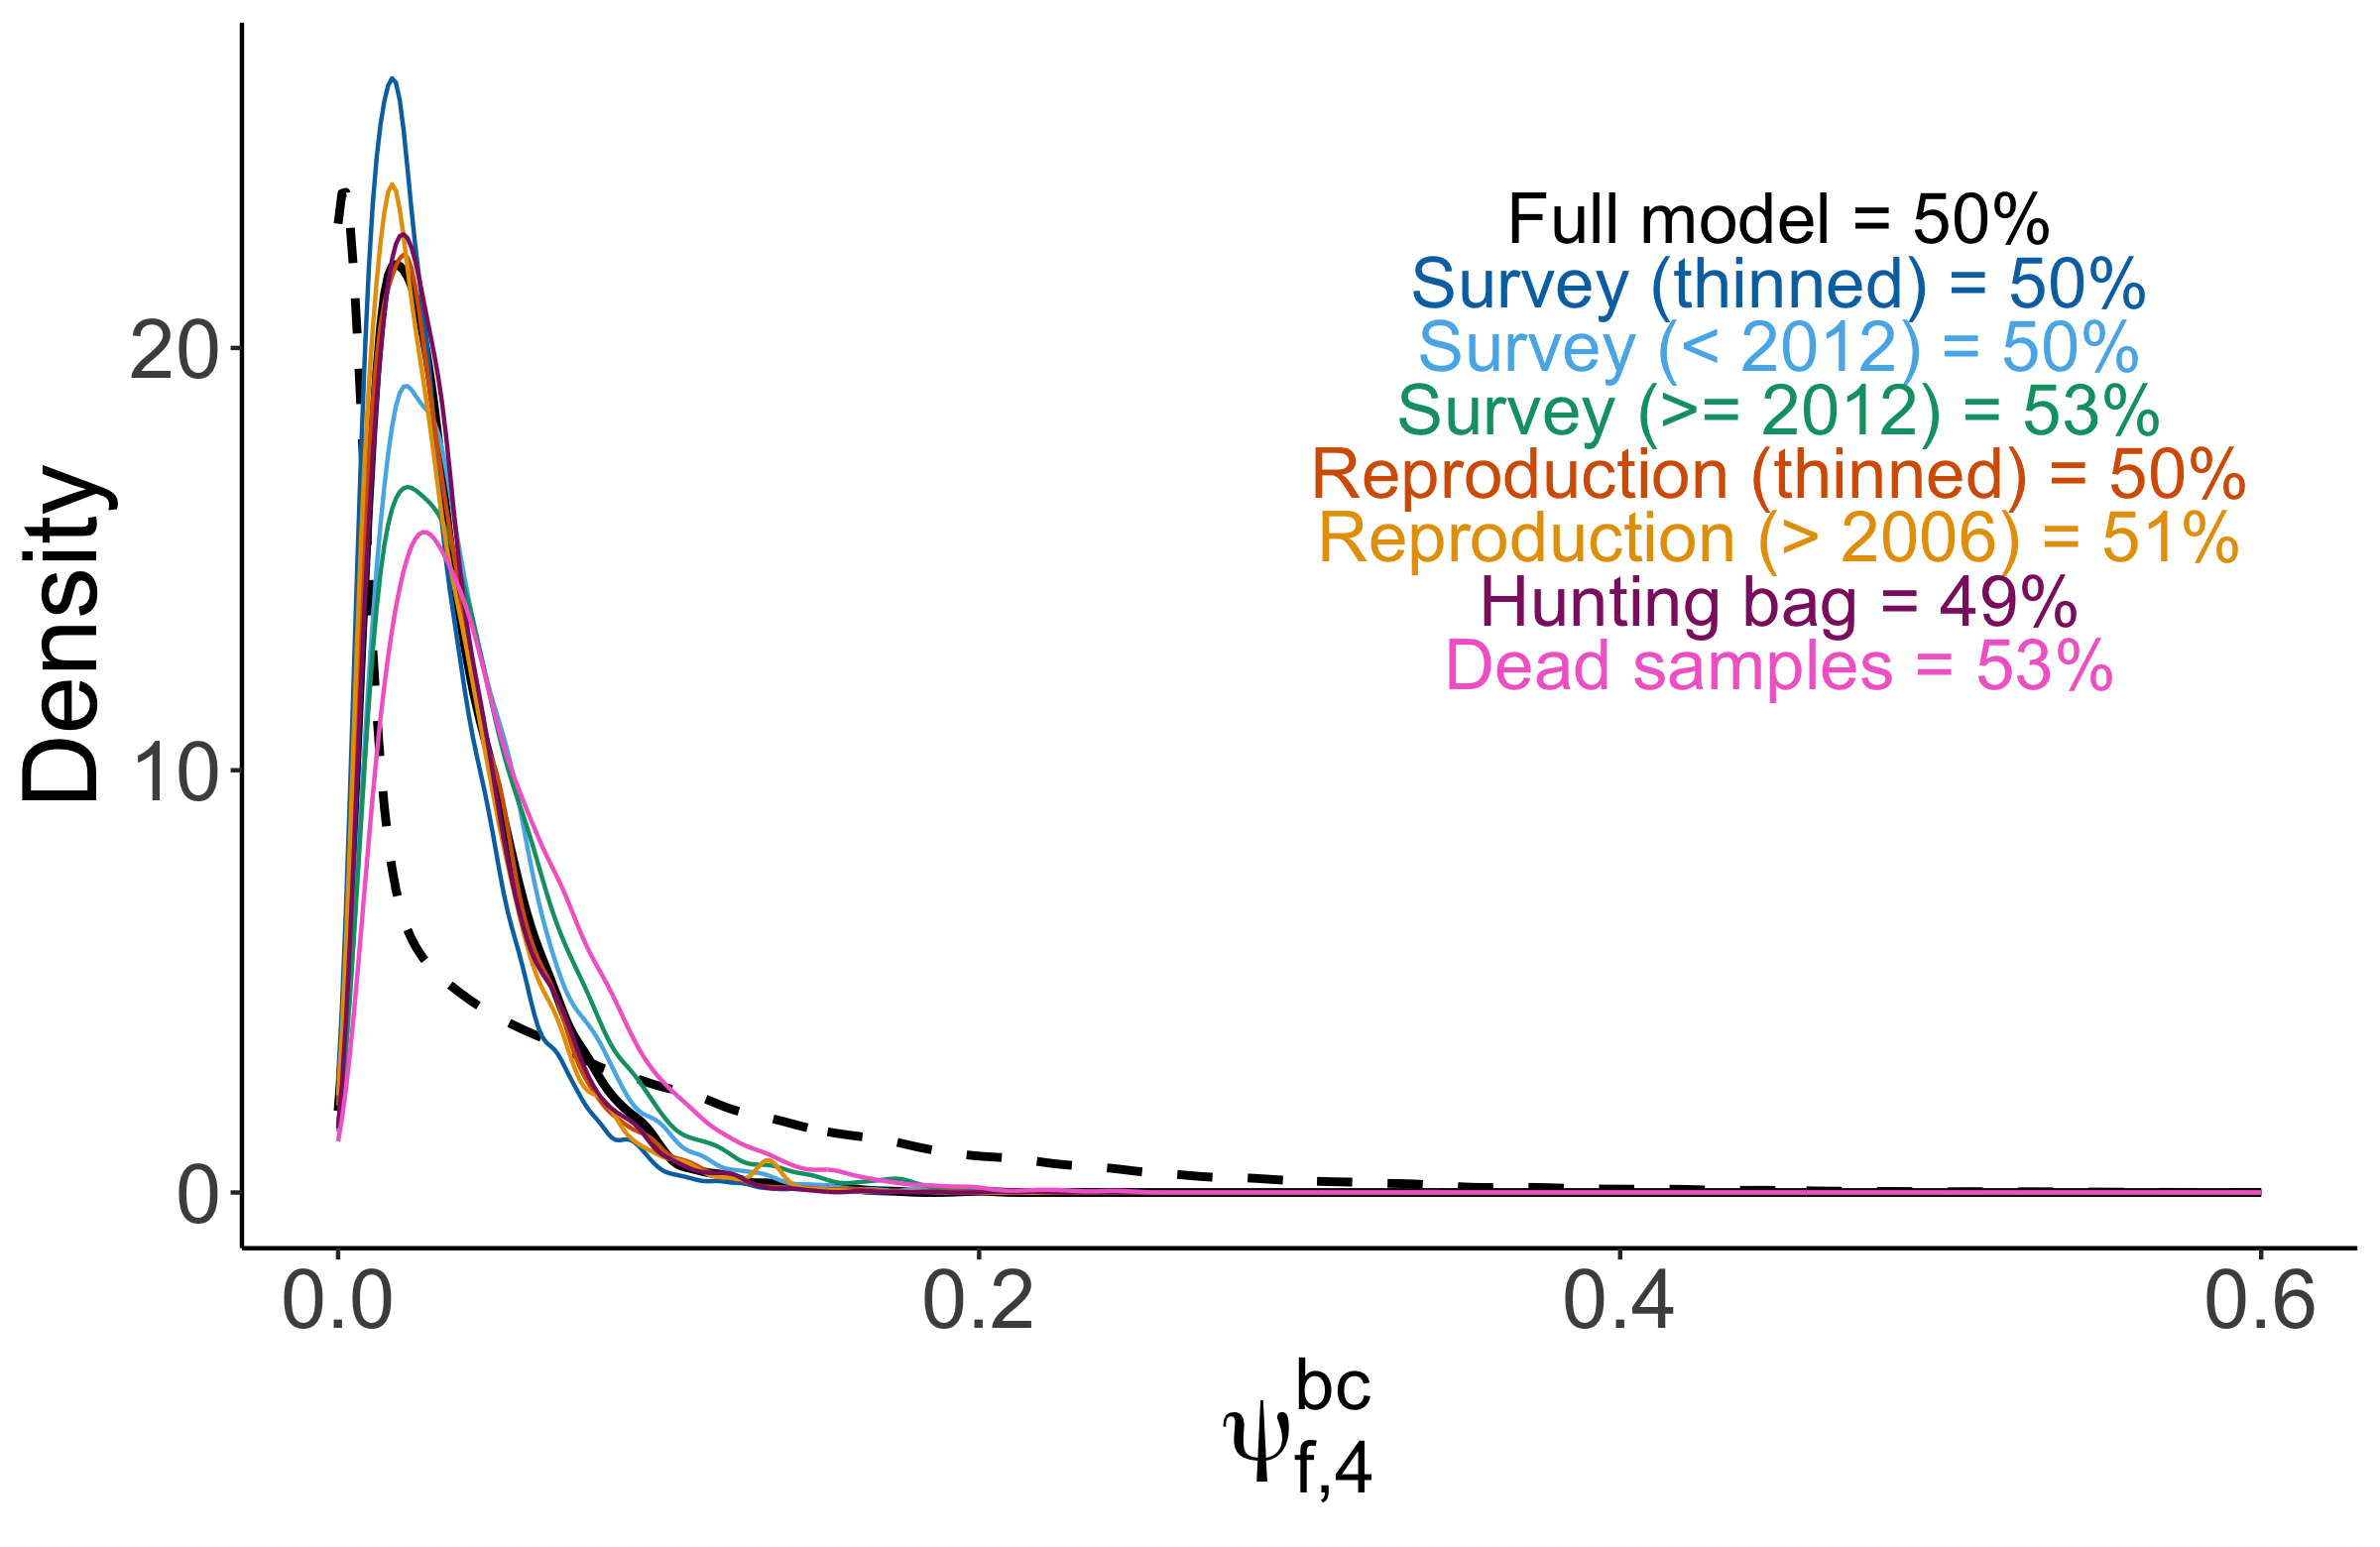 Full model = 50%
Survey (thinned) = 50%
Survey (< 2012) = 50%
Survey (>= 2012) = 53%
Reproduction (thinned) = 50%
Reproduction (> 2006) = 51%
Hunting bag = 49%
Dead samples = 53%
Density
20
10
0
0.0 0.2 0.4 0.6
ψ bc f,4